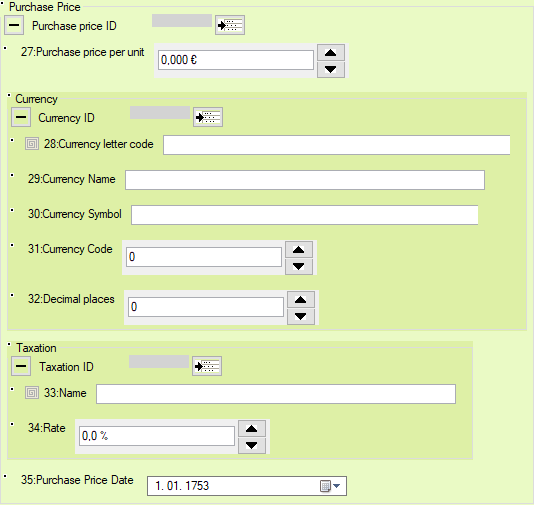 Purchase Price
Purchase price ID
27:Purchase price per unit
0,000 €
Currency
Currency ID
28:Currency letter code
29:Currency Name
30:Currency Symbol
31:Currency Code
0
32:Decimal places
0
Taxation
Taxation ID
33:Name
34:Rate
0,0 %
35:Purchase Price Date
1. 01. 1753